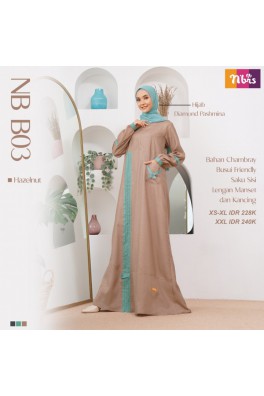 Nbrs
Hijab
Diamond Pashmina
NB B03
Hazelnut
Bahan Chambray
Busui Friendly
Saku Sisi
Lengan Manset
dan Kancing
XS-XL IDR 228K
XXL IDR 240K